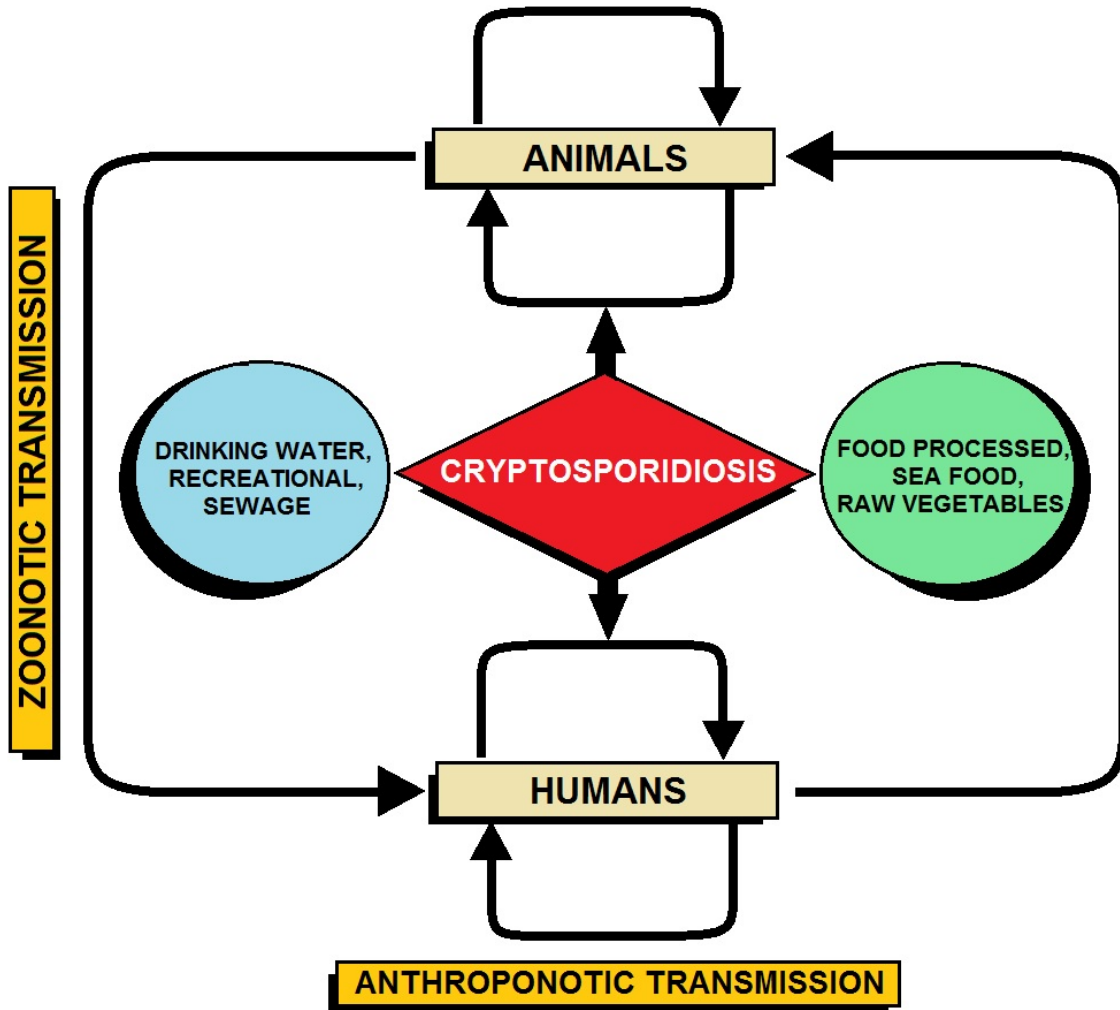 ANIMALS
ZOONOTIC TRANSMISSION
DRINKING WATER,
RECREATIONAL,
SEWAGE
CRYPTOSPORIDIOSIS
FOOD PROCESSED,
SEA FOOD,
RAW VEGETABLES
HUMANS
ANTHROPONOTIC TRANSMISSION